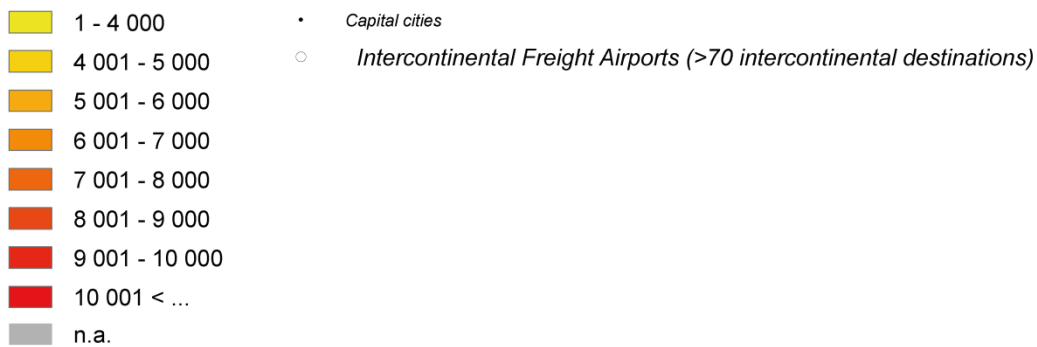 1 - 4 000
4 001 - 5 000
5 001 - 6 000
6 001 - 7 000
7 001 - 8 000
8 001 - 9 000
9 001 - 10 000
10 001 < ...
n.a.
Capital cities
Intercontinental Freight Airports (>70 intercontinental destinations)